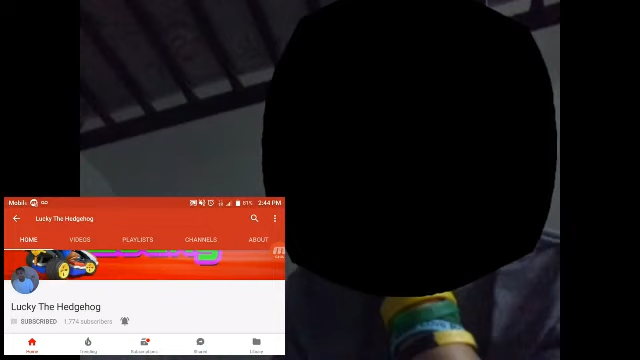 Mobile
81% 2:44 PM
Lucky The Hedgehog
HOME VIDEOS PLAYLISTS CHANNELS ABOUT
Lucky The Hedgehog
SUBSCRIBED 1,774 subscribers
Home Trending Subscriptions Shared Library